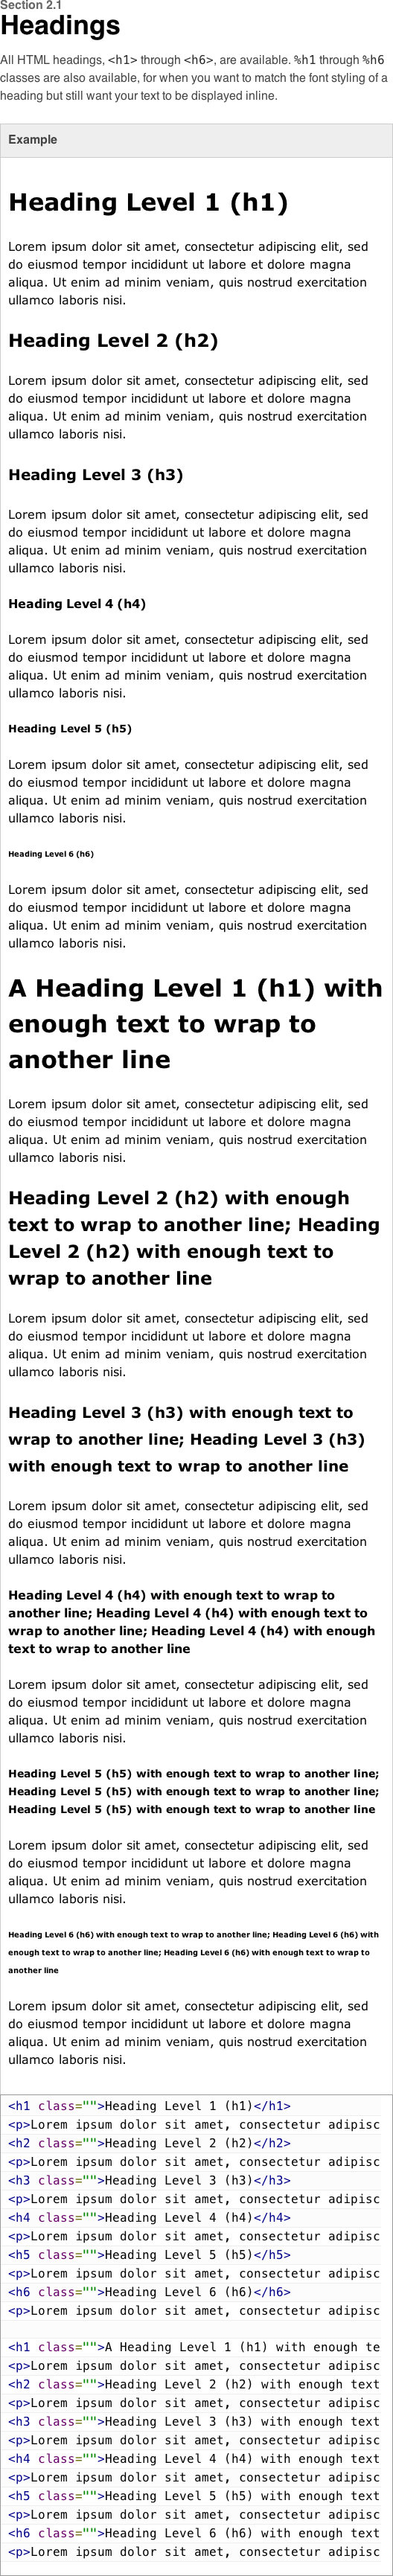 Section 2.1
Headings
All HTML headings, <h1> through <h6>, are available. %h1 through %h6
classes are also available, for when you want to match the font styling of a
heading but still want your text to be displayed inline.
Example
Heading Level 1 (h1)
Lorem ipsum dolor sit amet, consectetur adipiscing elit, sed
do eiusmod tempor incididunt ut labore et dolore magna
aliqua. Ut enim ad minim veniam, quis nostrud exercitation
ullamco laboris nisi.
Heading Level 2 (h2)
Lorem ipsum dolor sit amet, consectetur adipiscing elit, sed
do eiusmod tempor incididunt ut labore et dolore magna
aliqua. Ut enim ad minim veniam, quis nostrud exercitation
ullamco laboris nisi.
Heading Level 3 (h3)
Lorem ipsum dolor sit amet, consectetur adipiscing elit, sed
do eiusmod tempor incididunt ut labore et dolore magna
aliqua. Ut enim ad minim veniam, quis nostrud exercitation
ullamco laboris nisi.
Heading Level 4 (h4)
Lorem ipsum dolor sit amet, consectetur adipiscing elit, sed
do eiusmod tempor incididunt ut labore et dolore magna
aliqua. Ut enim ad minim veniam, quis nostrud exercitation
ullamco laboris nisi.
Heading Level 5 (h5)
Lorem ipsum dolor sit amet, consectetur adipiscing elit, sed
do eiusmod tempor incididunt ut labore et dolore magna
aliqua. Ut enim ad minim veniam, quis nostrud exercitation
ullamco laboris nisi.
Heading Level 6 (h6)
Lorem ipsum dolor sit amet, consectetur adipiscing elit, sed
do eiusmod tempor incididunt ut labore et dolore magna
aliqua. Ut enim ad minim veniam, quis nostrud exercitation
ullamco laboris nisi.
A Heading Level 1 (h1) with
enough text to wrap to
another line
Lorem ipsum dolor sit amet, consectetur adipiscing elit, sed
do eiusmod tempor incididunt ut labore et dolore magna
aliqua. Ut enim ad minim veniam, quis nostrud exercitation
ullamco laboris nisi.
Heading Level 2 (h2) with enough
text to wrap to another line; Heading
Level 2 (h2) with enough text to
wrap to another line
Lorem ipsum dolor sit amet, consectetur adipiscing elit, sed
do eiusmod tempor incididunt ut labore et dolore magna
aliqua. Ut enim ad minim veniam, quis nostrud exercitation
ullamco laboris nisi.
Heading Level 3 (h3) with enough text to
wrap to another line; Heading Level 3 (h3)
with enough text to wrap to another line
Lorem ipsum dolor sit amet, consectetur adipiscing elit, sed
do eiusmod tempor incididunt ut labore et dolore magna
aliqua. Ut enim ad minim veniam, quis nostrud exercitation
ullamco laboris nisi.
Heading Level 4 (h4) with enough text to wrap to
another line; Heading Level 4 (h4) with enough text to
wrap to another line; Heading Level 4 (h4) with enough
text to wrap to another line
Lorem ipsum dolor sit amet, consectetur adipiscing elit, sed
do eiusmod tempor incididunt ut labore et dolore magna
aliqua. Ut enim ad minim veniam, quis nostrud exercitation
ullamco laboris nisi.
Heading Level 5 (h5) with enough text to wrap to another line;
Heading Level 5 (h5) with enough text to wrap to another line;
Heading Level 5 (h5) with enough text to wrap to another line
Lorem ipsum dolor sit amet, consectetur adipiscing elit, sed
do eiusmod tempor incididunt ut labore et dolore magna
aliqua. Ut enim ad minim veniam, quis nostrud exercitation
ullamco laboris nisi.
Heading Level 6 (h6) with enough text to wrap to another line; Heading Level 6 (h6) with
enough text to wrap to another line; Heading Level 6 (h6) with enough text to wrap to
another line
Lorem ipsum dolor sit amet, consectetur adipiscing elit, sed
do eiusmod tempor incididunt ut labore et dolore magna
aliqua. Ut enim ad minim veniam, quis nostrud exercitation
ullamco laboris nisi.
<h1 class="">Heading Level 1 (h1)</h1>
<p>Lorem ipsum dolor sit amet, consectetur adipisc
<h2 class="">Heading Level 2 (h2)</h2>
<p>Lorem ipsum dolor sit amet, consectetur adipisc
<h3 class="">Heading Level 3 (h3)</h3>
<p>Lorem ipsum dolor sit amet, consectetur adipisc
<h4 class="">Heading Level 4 (h4)</h4>
<p>Lorem ipsum dolor sit amet, consectetur adipisc
<h5 class="">Heading Level 5 (h5)</h5>
<p>Lorem ipsum dolor sit amet, consectetur adipisc
<h6 class="">Heading Level 6 (h6)</h6>
<p>Lorem ipsum dolor sit amet, consectetur adipisc
<h1 class="">A Heading Level 1 (h1) with enough te
<p>Lorem ipsum dolor sit amet, consectetur adipisc
<h2 class="">Heading Level 2 (h2) with enough text
<p>Lorem ipsum dolor sit amet, consectetur adipisc
<h3 class="">Heading Level 3 (h3) with enough text
<p>Lorem ipsum dolor sit amet, consectetur adipisc
<h4 class="">Heading Level 4 (h4) with enough text
<p>Lorem ipsum dolor sit amet, consectetur adipisc
<h5 class="">Heading Level 5 (h5) with enough text
<p>Lorem ipsum dolor sit amet, consectetur adipisc
<h6 class="">Heading Level 6 (h6) with enough text
<p>Lorem ipsum dolor sit amet, consectetur adipisc